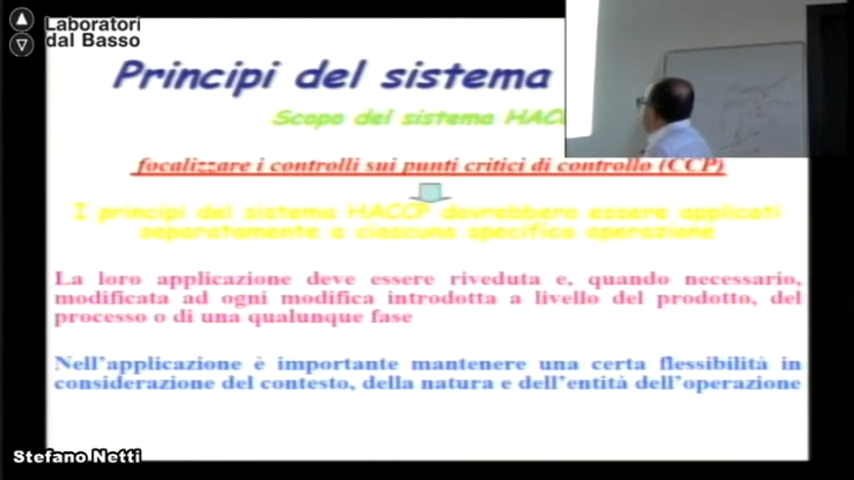 Laboratori
dal Basso
Principi del sistema
Scopo del sistema
focalizzare i controlli sui punti critici di controllo (CCP)
I principi del sistema HACCP dovrebbero essere applicati
separatamente a ciascuna specifica operazione
La loro applicazione deve essere riveduta e, quando necessario,
modificata ad ogni modifica introdotta a livello del prodotto, del
processo o di una qualunque fase
Nell'applicazione è importante mantenere una certa flessibilità in
considerazione del contesto, della natura e dell'entità dell'operazione
Stefano Netti